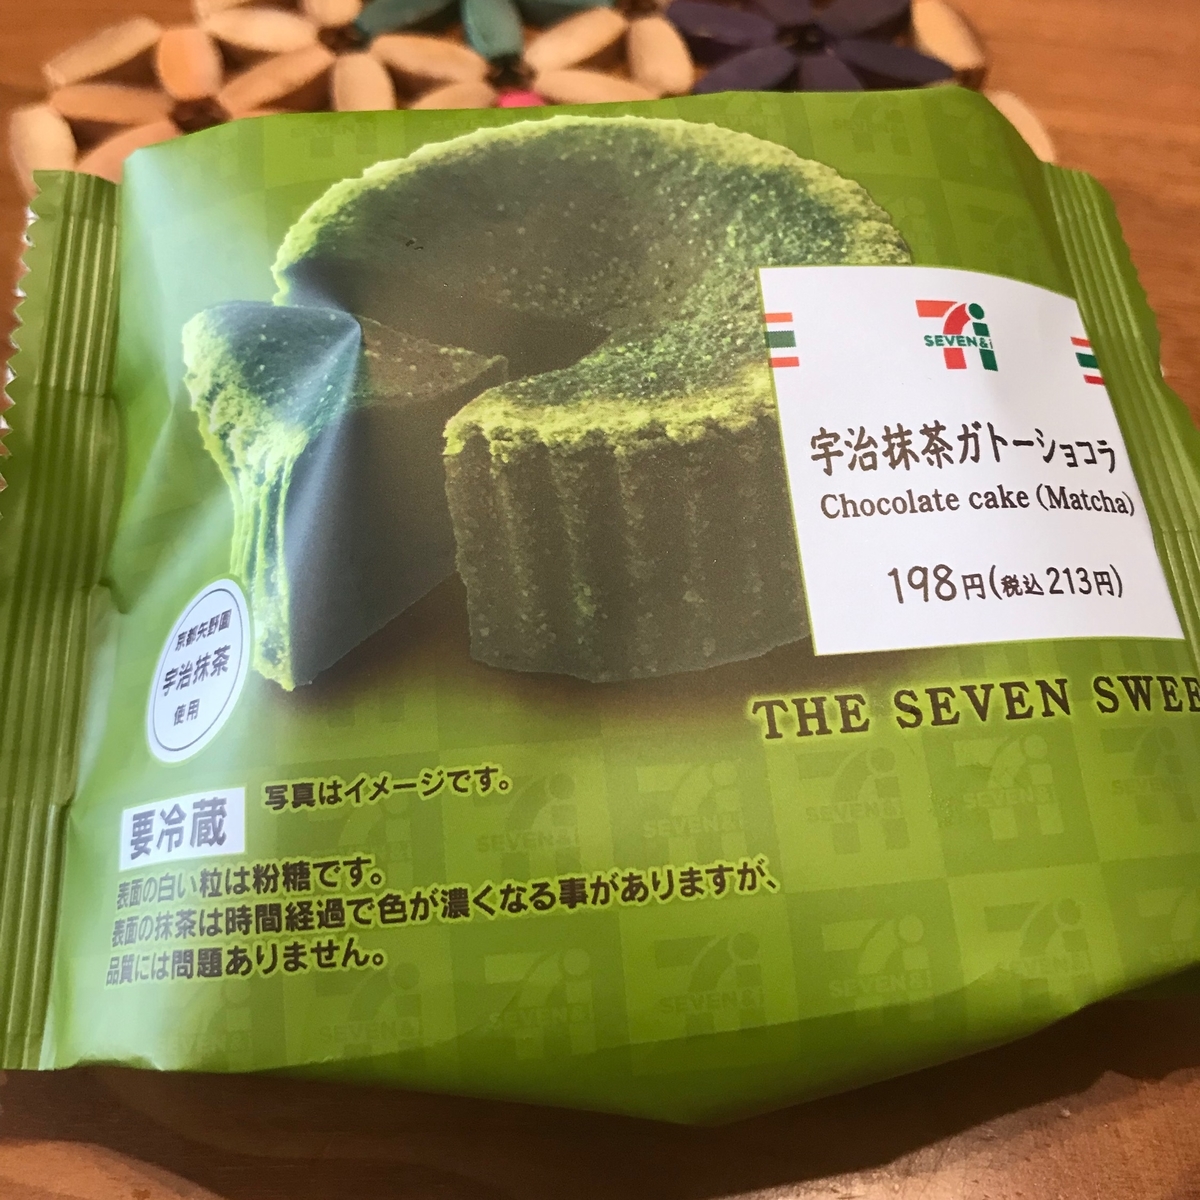 SEVEN&i
宇治抹茶ガトーショコラ
Chocolate cake (Matcha)
198円(税込213円)
THE SEVEN SWEE
京都矢野園
宇治抹茶
使用
写真はイメージです。
要冷蔵
表面の白い粒は粉糖です。
表面の抹茶は時間経過で色が濃くなる事がありますが、
品質には問題ありません。